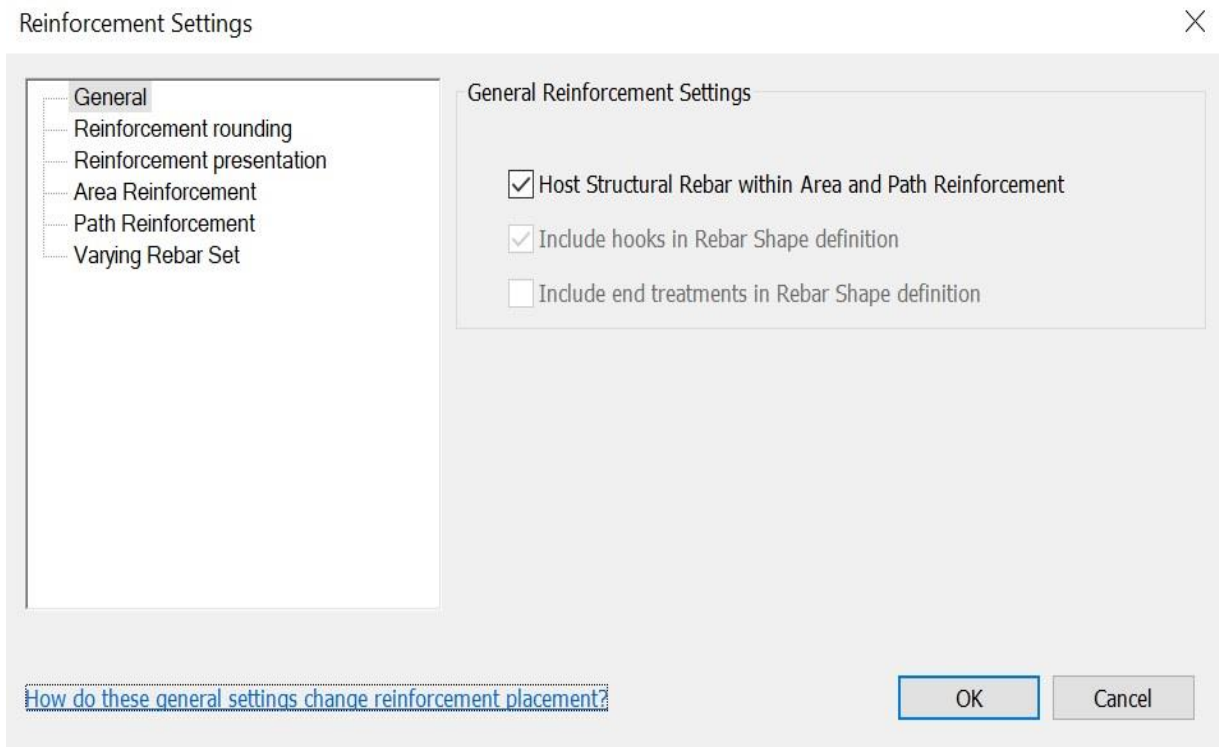 Reinforcement Settings
General
Reinforcement rounding
Reinforcement presentation
Area Reinforcement
Path Reinforcement
Varying Rebar Set
General Reinforcement Settings
Host Structural Rebar within Area and Path Reinforcement
Include hooks in Rebar Shape definition
Include end treatments in Rebar Shape definition
How do these general settings change reinforcement placement?
OK
Cancel